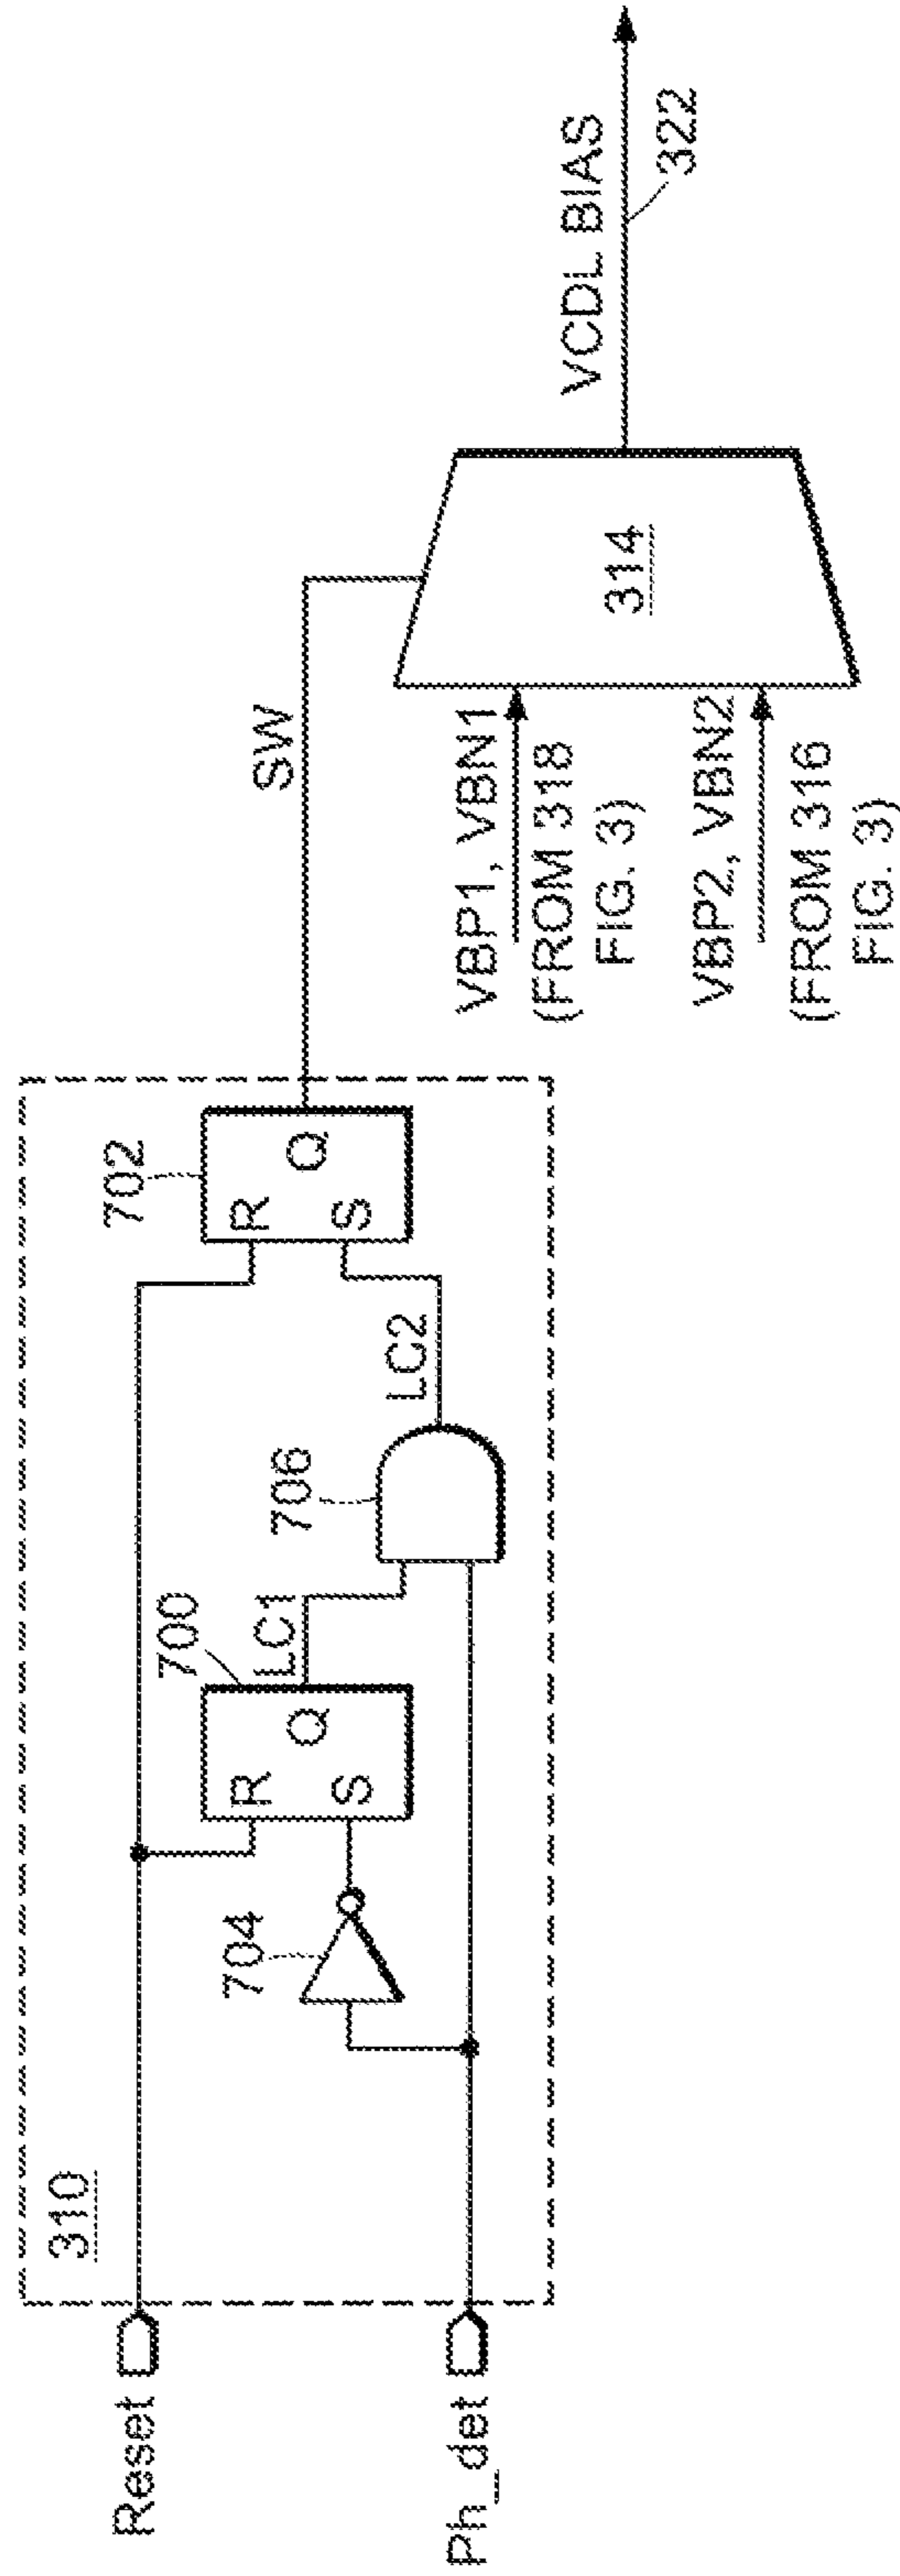 310
Reset
Ph_det
704
R
S
Q
700
LC1
706
LC2
702
R
S
Q
SW
VBP1, VBN1
(FROM 318
FIG. 3)
VBP2, VBN2
(FROM 316
FIG. 3)
314
VCDL BIAS
322